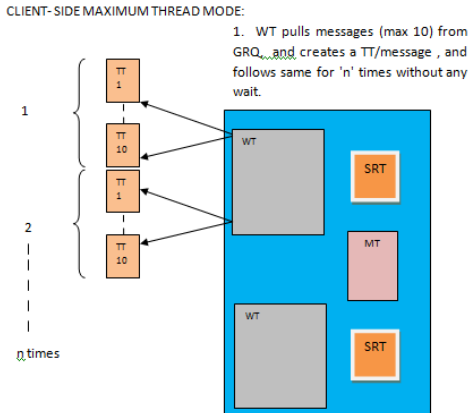 CLIENT- SIDE MAXIMUM THREAD MODE:
1. WT pulls messages (max 10) from
GRQ, and creates a TT/message , and
follows same for 'n' times without any
wait.
TT
1
1
TT
10
WT
SRT
TT
1
2
TT
10
MT
WT
SRT
n times